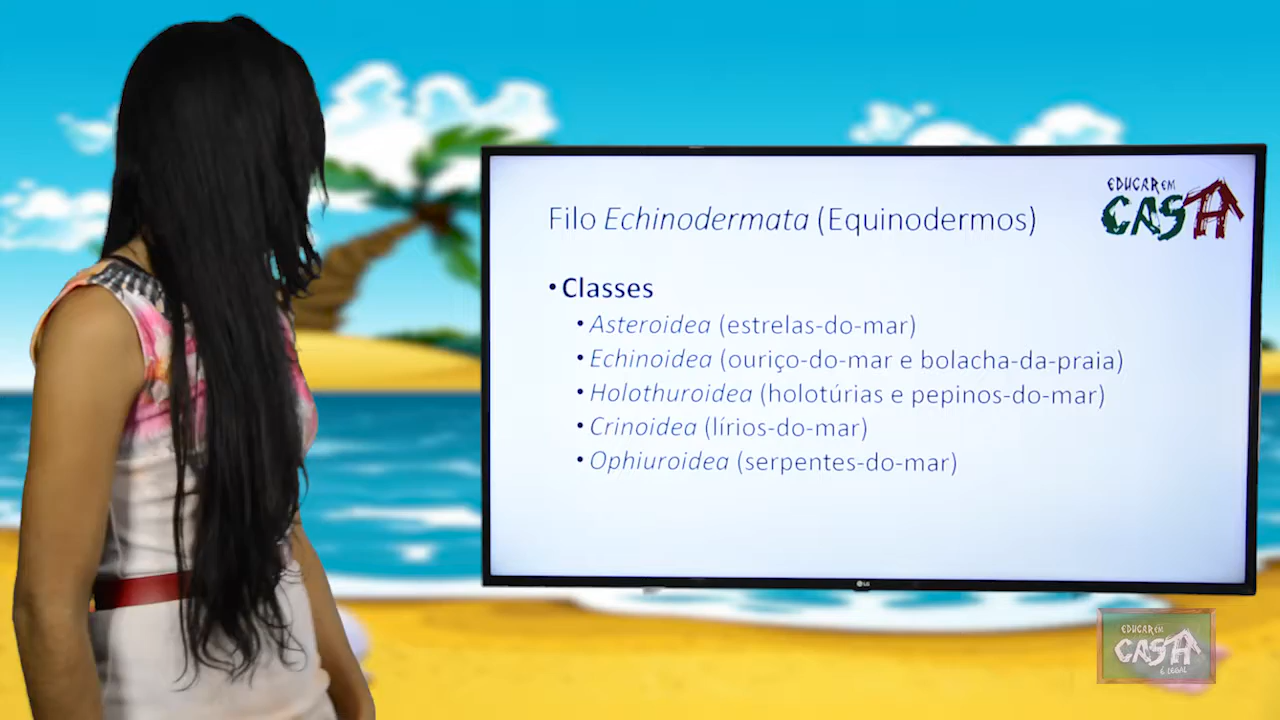 EDUCAR EM
CASA
Filo Echinodermata (Equinodermos)
• Classes
• Asteroidea (estrelas-do-mar)
• Echinoidea (ouriço-do-mar e bolacha-da-praia)
• Holothuroidea (holotúrias e pepinos-do-mar)
• Crinoidea (lírios-do-mar)
• Ophiuroidea (serpentes-do-mar)
LG
EDUCAR EM
CASA
É LEGAL